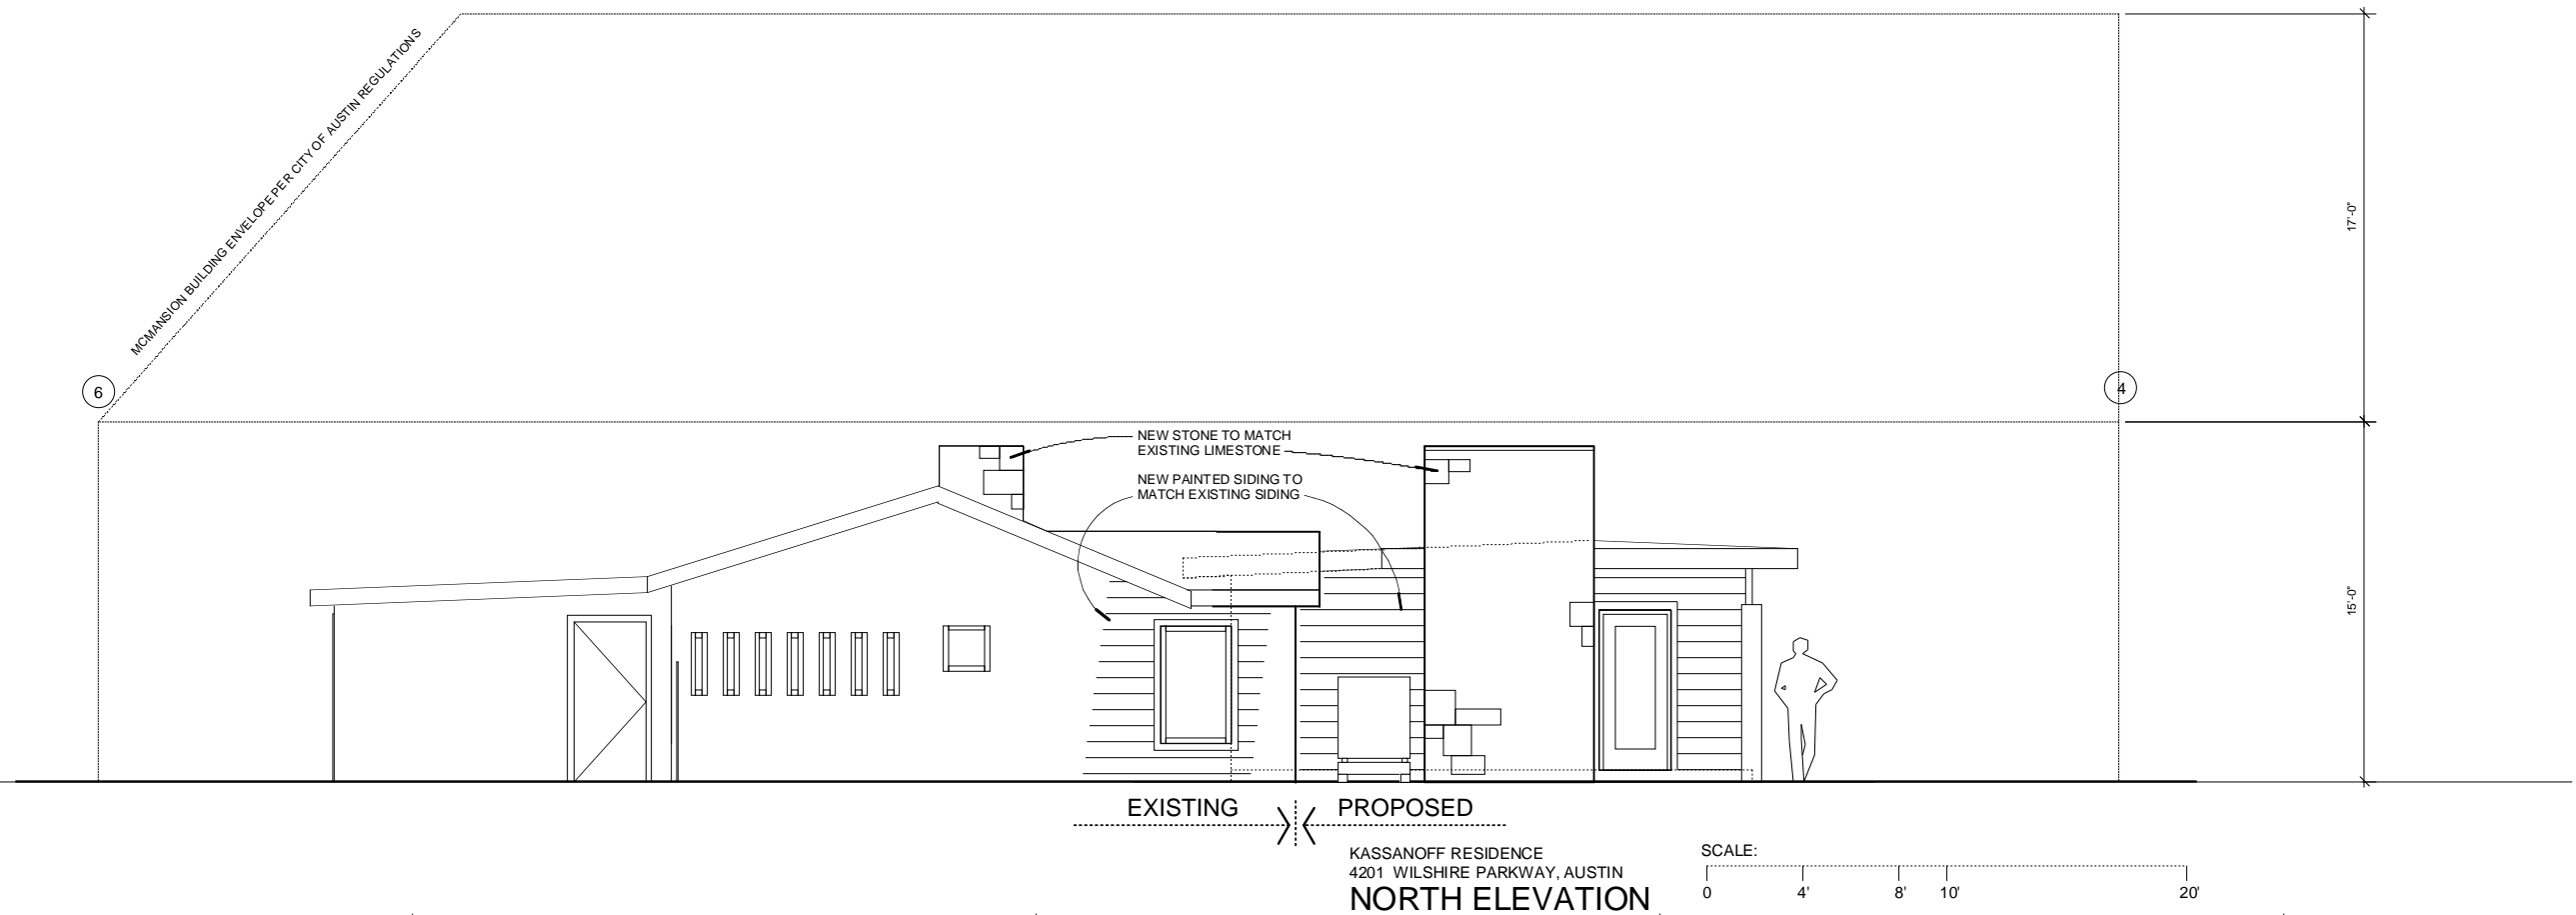 MCMANSION BUILDING ENVELOPE PER CITY OF AUSTIN REGULATIONS
17'-0"
6
4
NEW STONE TO MATCH
EXISTING LIMESTONE
NEW PAINTED SIDING TO
MATCH EXISTING SIDING
15'-0"
EXISTING
PROPOSED
KASSANOFF RESIDENCE
4201 WILSHIRE PARKWAY, AUSTIN
NORTH ELEVATION
SCALE:
0 4' 8' 10' 20'